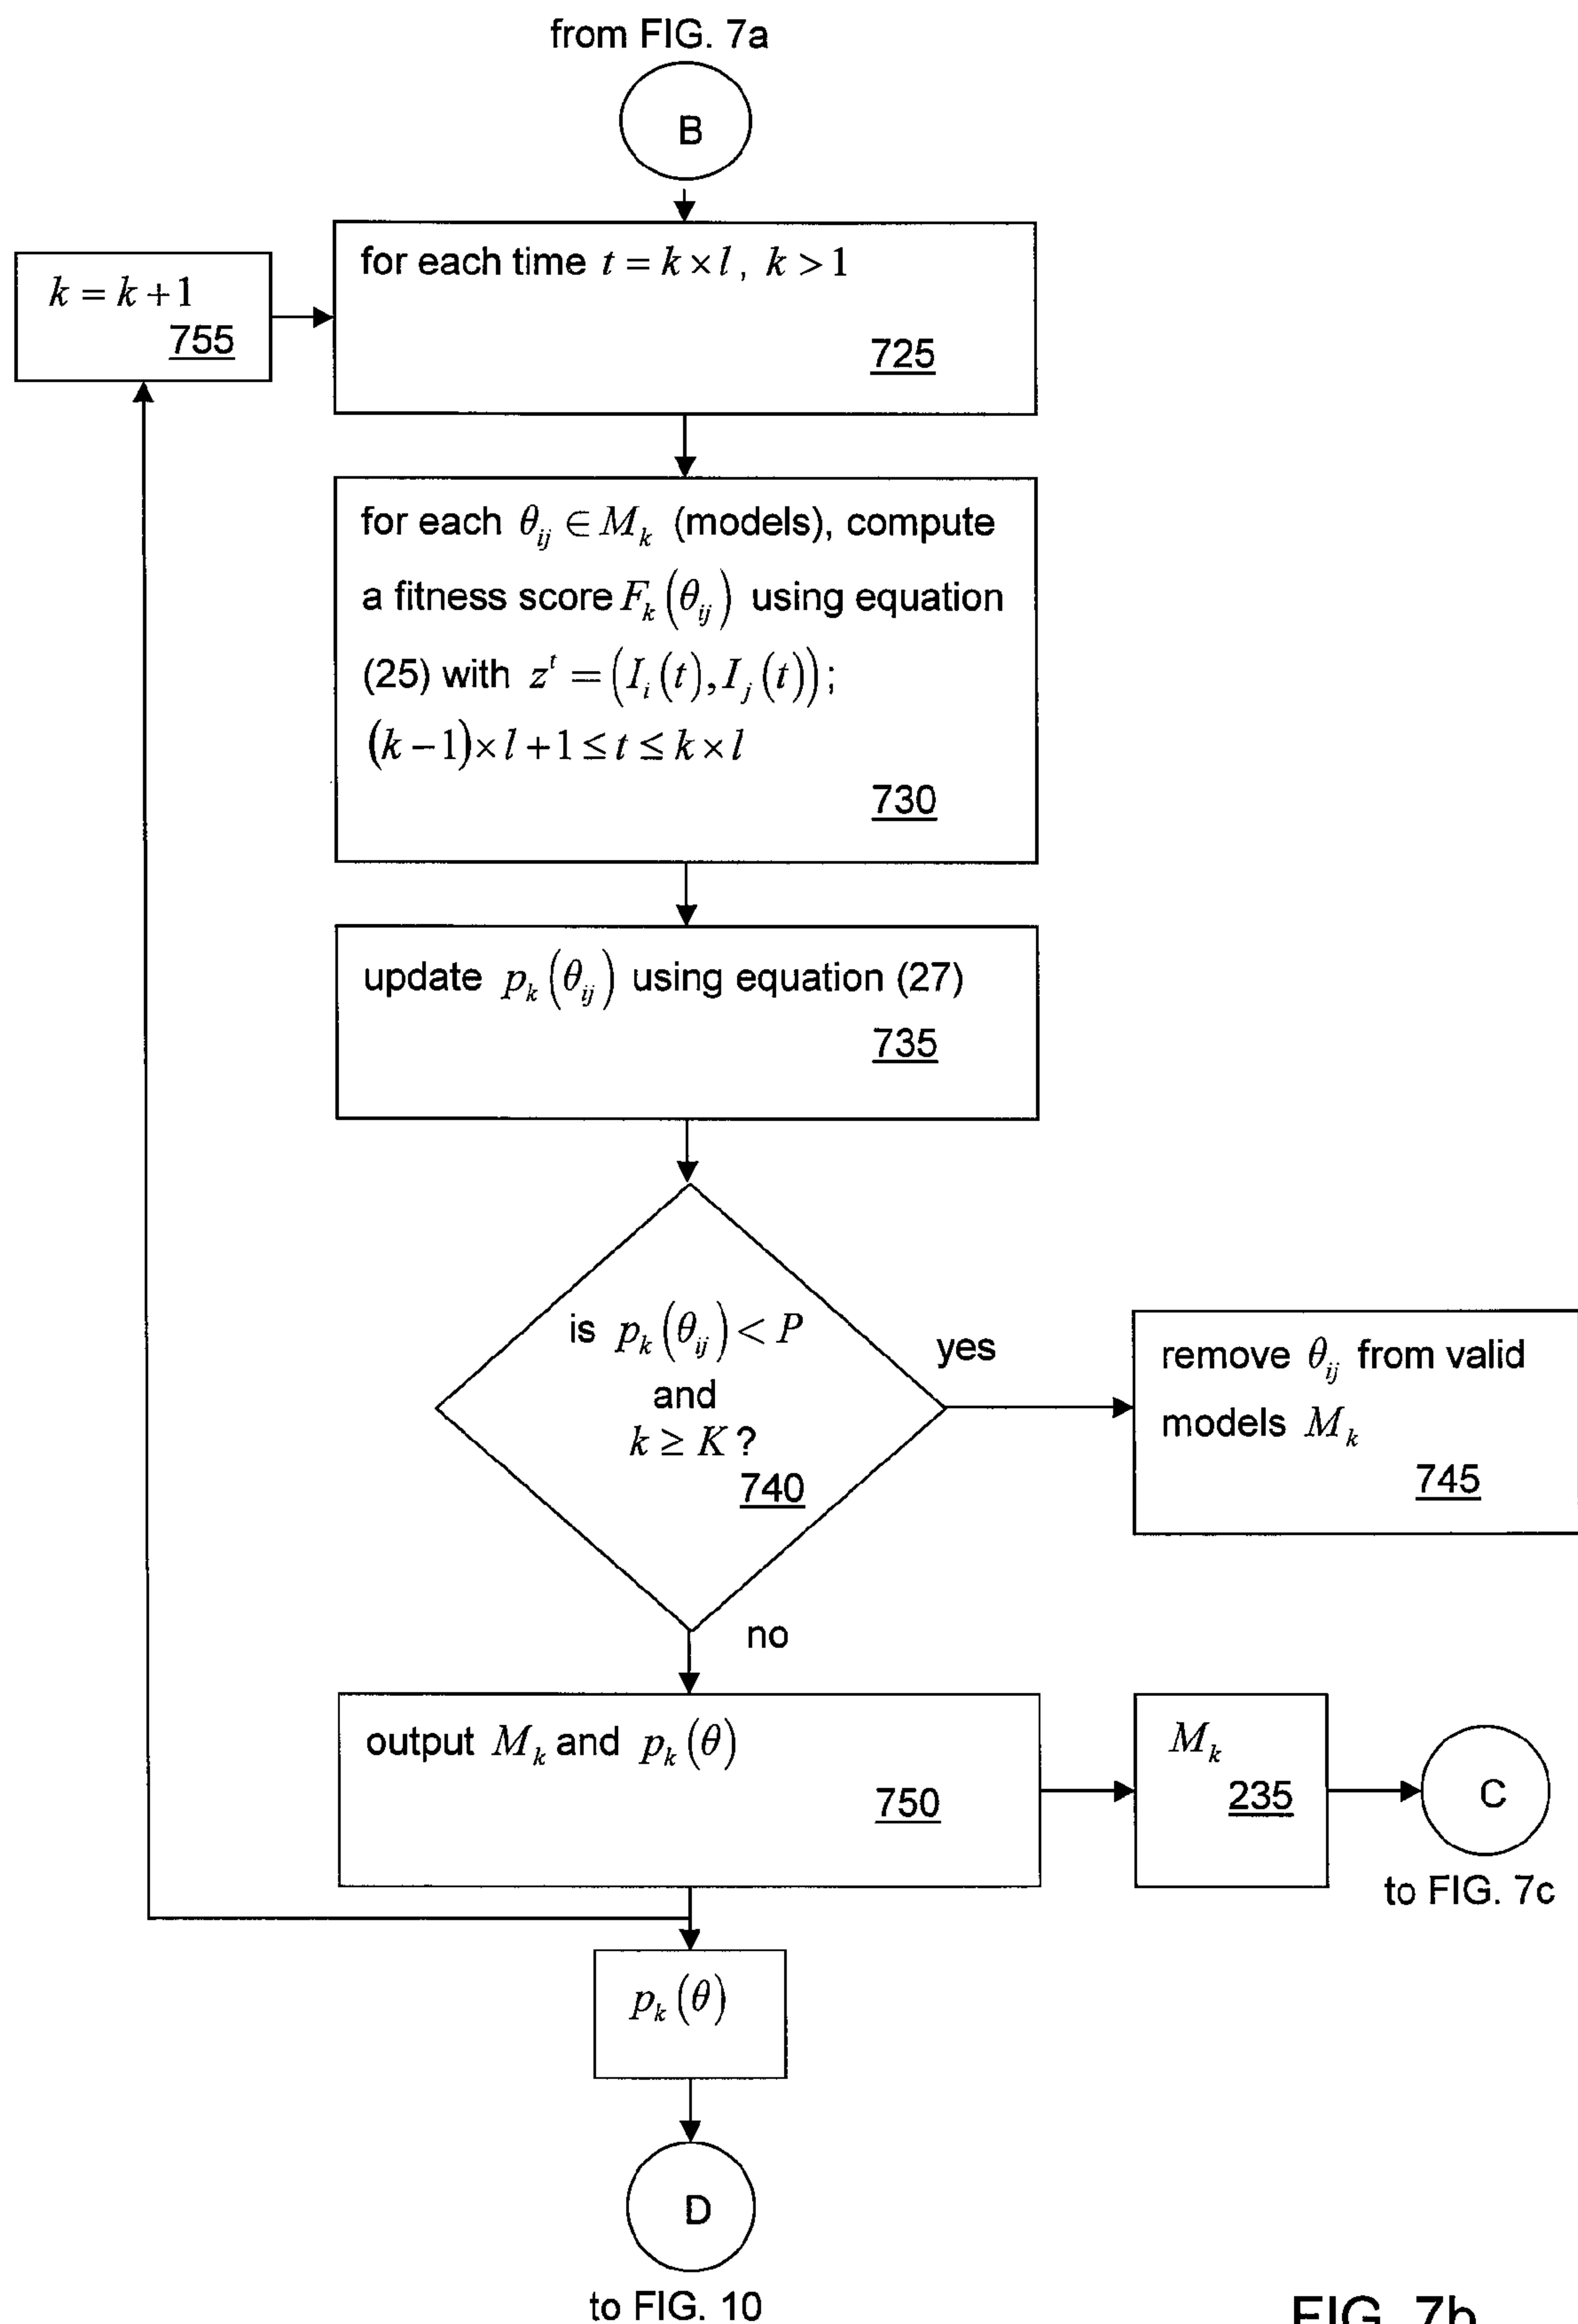 from FIG. 7a
B
k = k + 1
755
for each time t = k × l, k > 1
725
for each θ_ij ∈ M_k (models), compute
a fitness score F_k(θ_ij) using equation
(25) with z^t = (I_i(t), I_j(t));
(k − 1) × l + 1 ≤ t ≤ k × l
730
update p_k(θ_ij) using equation (27)
735
is p_k(θ_ij) < P
and
k ≥ K?
740
yes
remove θ_ij from valid
models M_k
745
no
output M_k and p_k(θ)
750
M_k
235
C
to FIG. 7c
p_k(θ)
D
to FIG. 10
FIG. 7b